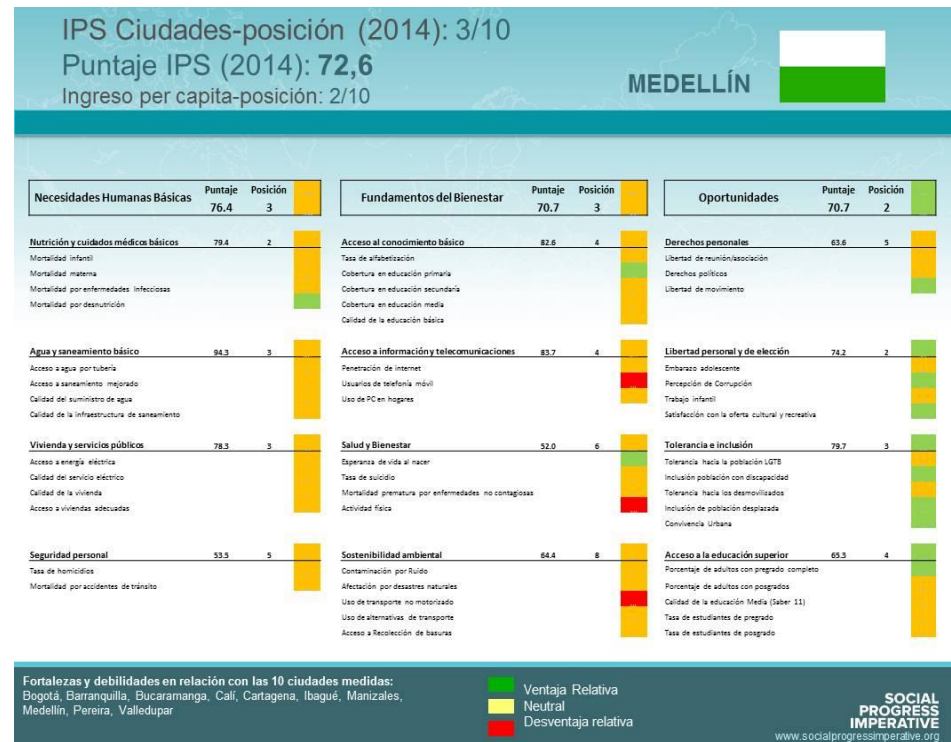 IPS Ciudades-posición (2014): 3/10
Puntaje IPS (2014): 72,6
Ingreso per capita-posición: 2/10
MEDELLÍN
Necesidades Humanas Básicas Puntaje Posición
76.4 3
Nutrición y cuidados médicos básicos 79.4 2
Mortalidad infantil
Mortalidad materna
Mortalidad por enfermedades Infecciosas
Mortalidad por desnutrición
Agua y saneamiento básico 94.3 3
Acceso a agua por tubería
Acceso a saneamiento mejorado
Calidad del suministro de agua
Calidad de la infraestructura de saneamiento
Vivienda y servicios públicos 78.3 3
Acceso a energía eléctrica
Calidad del servicio eléctrico
Calidad de la vivienda
Acceso a viviendas adecuadas
Seguridad personal 53.5 5
Tasa de homicidios
Mortalidad por accidentes de tránsito
Fundamentos del Bienestar Puntaje Posición
70.7 3
Acceso al conocimiento básico 82.6 4
Tasa de alfabetización
Cobertura en educación primaria
Cobertura en educación secundaría
Cobertura en educación media
Calidad de la educación básica
Acceso a información y telecomunicaciones 83.7 4
Penetración de internet
Usuarios de telefonía móvil
Uso de PC en hogares
Salud y Bienestar 52.0 6
Esperanza de vida al nacer
Tasa de suicidio
Mortalidad prematura por enfermedades no contagiosas
Actividad física
Sostenibilidad ambiental 64.4 8
Contaminación por Ruido
Afectación por desastres naturales
Uso de transporte no motorizado
Uso de alternativas de transporte
Acceso a Recolección de basuras
Oportunidades Puntaje Posición
70.7 2
Derechos personales 63.6 5
Libertad de reunión/asociación
Derechos políticos
Libertad de movimiento
Libertad personal y de elección 74.2 2
Embarazo adolescente
Percepción de Corrupción
Trabajo infantil
Satisfacción con la oferta cultural y recreativa
Tolerancia e inclusión 79.7 3
Tolerancia hacia la población LGTB
Inclusión población con discapacidad
Tolerancia hacia los desmovilizados
Inclusión de población desplazada
Convivencia Urbana
Acceso a la educación superior 65.3 4
Porcentaje de adultos con pregrado completo
Porcentaje de adultos con posgrados
Calidad de la educación Media (Saber 11)
Tasa de estudiantes de pregrado
Tasa de estudiantes de posgrado
Fortalezas y debilidades en relación con las 10 ciudades medidas:
Bogotá, Barranquilla, Bucaramanga, Calí, Cartagena, Ibagué, Manizales,
Medellín, Pereira, Valledupar
Ventaja Relativa
Neutral
Desventaja relativa
SOCIAL
PROGRESS
IMPERATIVE
www.socialprogressimperative.org